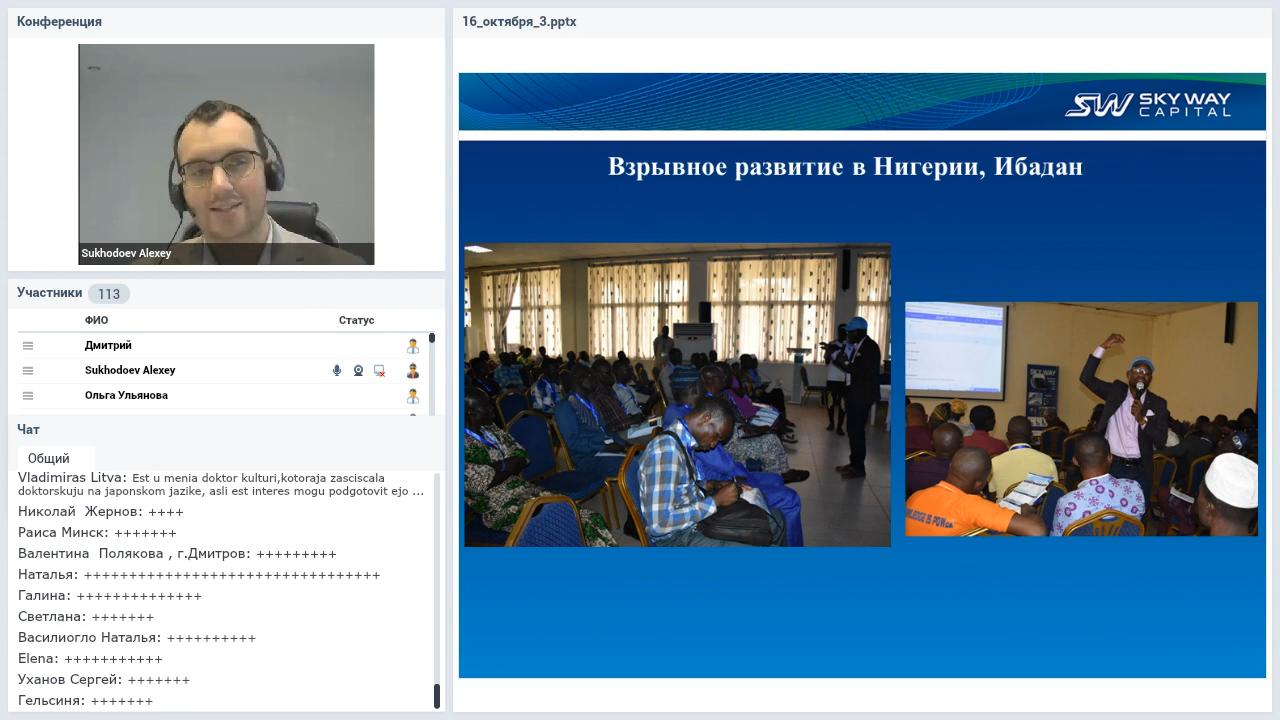 Конференция
Sukhodoev Alexey
Участники 113
ФИО Статус
Дмитрий
Sukhodoev Alexey
Ольга Ульянова
Чат
Общий
Vladimiras Litva: Est u menia doktor kulturi,kotoraja zasciscala
doktorskuju na japonskom jazike, asli est interes mogu podgotovit ejo ...
Николай Жернов: ++++
Раиса Минск: +++++++
Валентина Полякова , г.Дмитров: +++++++++
Наталья: +++++++++++++++++++++++++++++++++
Галина: ++++++++++++++
Светлана: +++++++
Василиогло Наталья: ++++++++++
Elena: +++++++++++
Уханов Сергей: +++++++
Гельсиня: +++++++
16_октября_3.pptx
SW SKY WAY
CAPITAL
Взрывное развитие в Нигерии, Ибадан
SKY WAY